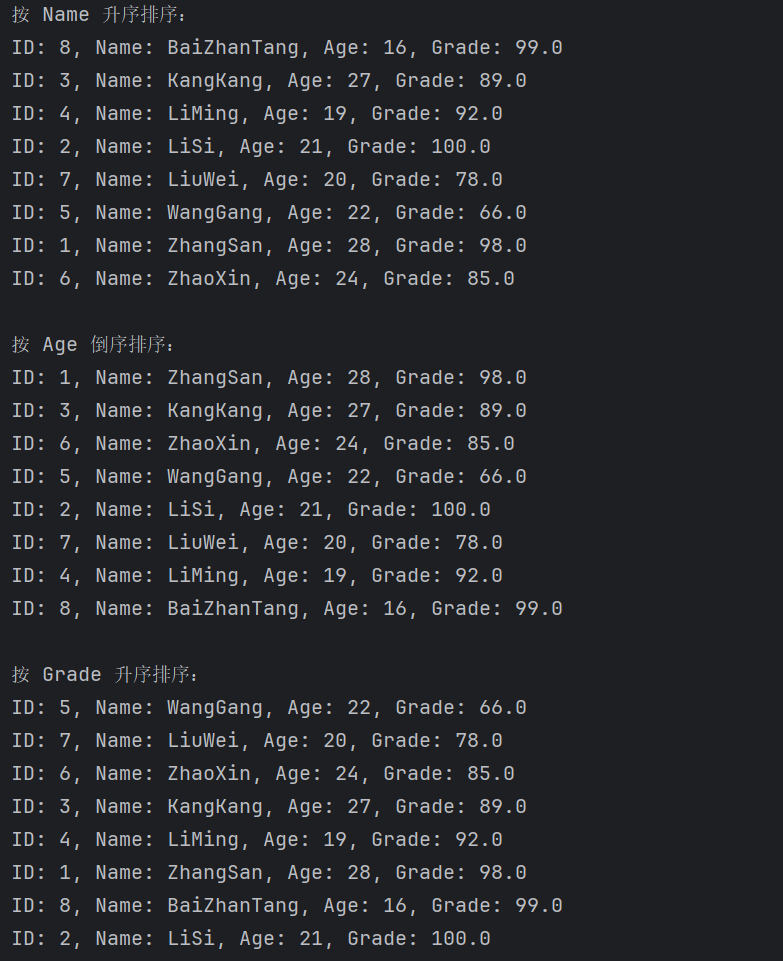 按 Name 升序排序：
ID: 8, Name: BaiZhanTang, Age: 16, Grade: 99.0
ID: 3, Name: KangKang, Age: 27, Grade: 89.0
ID: 4, Name: LiMing, Age: 19, Grade: 92.0
ID: 2, Name: LiSi, Age: 21, Grade: 100.0
ID: 7, Name: LiuWei, Age: 20, Grade: 78.0
ID: 5, Name: WangGang, Age: 22, Grade: 66.0
ID: 1, Name: ZhangSan, Age: 28, Grade: 98.0
ID: 6, Name: ZhaoXin, Age: 24, Grade: 85.0
按 Age 倒序排序：
ID: 1, Name: ZhangSan, Age: 28, Grade: 98.0
ID: 3, Name: KangKang, Age: 27, Grade: 89.0
ID: 6, Name: ZhaoXin, Age: 24, Grade: 85.0
ID: 5, Name: WangGang, Age: 22, Grade: 66.0
ID: 2, Name: LiSi, Age: 21, Grade: 100.0
ID: 7, Name: LiuWei, Age: 20, Grade: 78.0
ID: 4, Name: LiMing, Age: 19, Grade: 92.0
ID: 8, Name: BaiZhanTang, Age: 16, Grade: 99.0
按 Grade 升序排序：
ID: 5, Name: WangGang, Age: 22, Grade: 66.0
ID: 7, Name: LiuWei, Age: 20, Grade: 78.0
ID: 6, Name: ZhaoXin, Age: 24, Grade: 85.0
ID: 3, Name: KangKang, Age: 27, Grade: 89.0
ID: 4, Name: LiMing, Age: 19, Grade: 92.0
ID: 1, Name: ZhangSan, Age: 28, Grade: 98.0
ID: 8, Name: BaiZhanTang, Age: 16, Grade: 99.0
ID: 2, Name: LiSi, Age: 21, Grade: 100.0